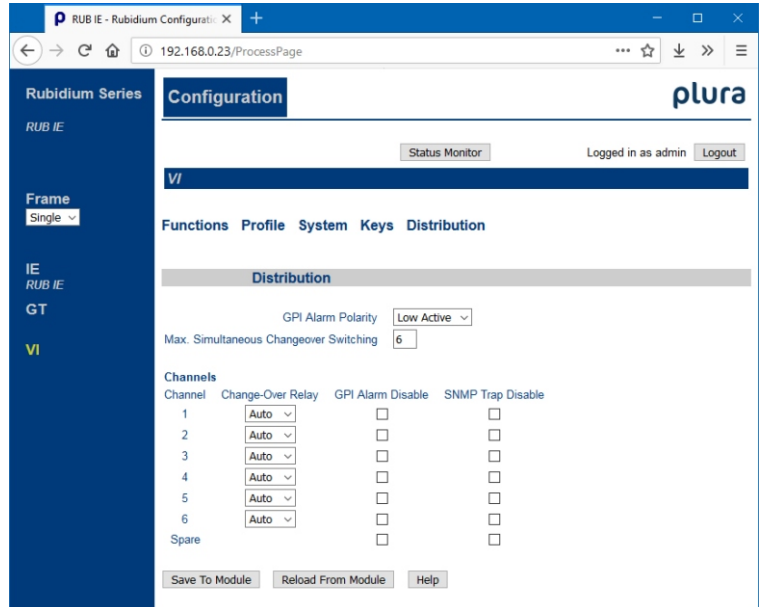 RUB IE - Rubidium Configuratic
192.168.0.23/ProcessPage
Rubidium Series
RUB IE
Configuration
plura
Status Monitor
Logged in as admin
Logout
VI
Frame
Single
Functions Profile System Keys Distribution
IE
RUB IE
GT
VI
Distribution
GPI Alarm Polarity Low Active
Max. Simultaneous Changeover Switching 6
Channels
Channel Change-Over Relay GPI Alarm Disable SNMP Trap Disable
1 Auto
2 Auto
3 Auto
4 Auto
5 Auto
6 Auto
Spare
Save To Module Reload From Module Help